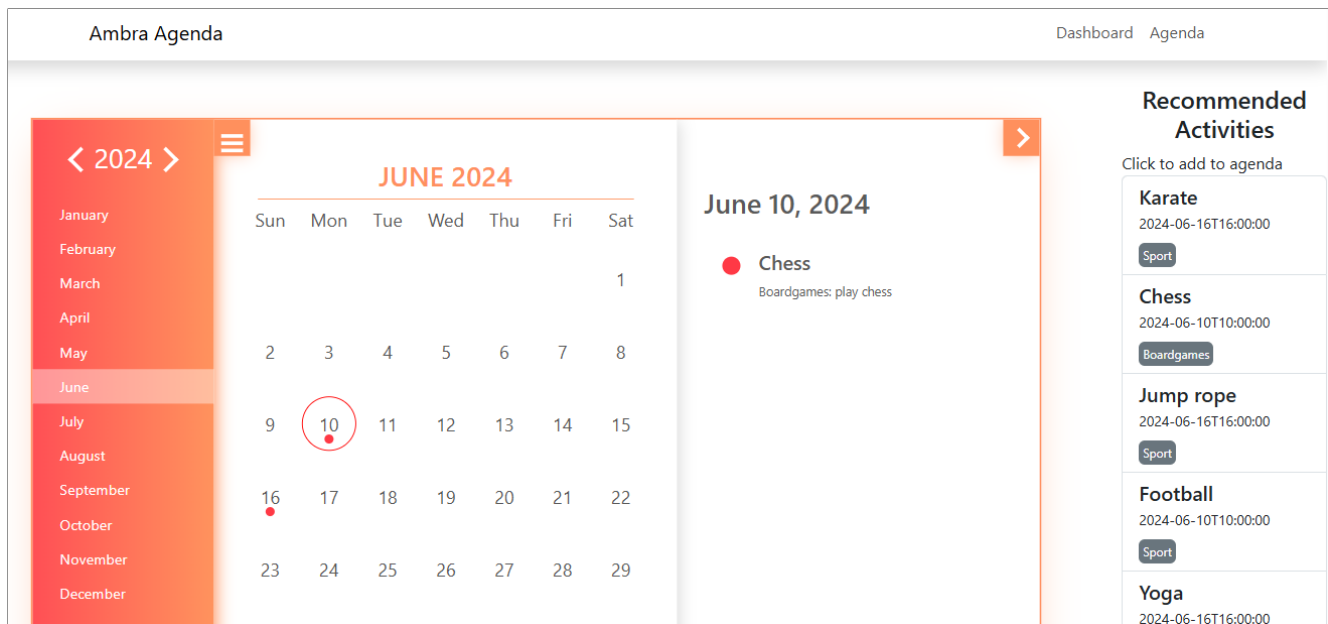 Ambra Agenda
Dashboard Agenda
2024
January
February
March
April
May
June
July
August
September
October
November
December
JUNE 2024
Sun Mon Tue Wed Thu Fri Sat
1
2 3 4 5 6 7 8
9 10 11 12 13 14 15
16 17 18 19 20 21 22
23 24 25 26 27 28 29
June 10, 2024
Chess
Boardgames: play chess
Recommended
Activities
Click to add to agenda
Karate
2024-06-16T16:00:00
Sport
Chess
2024-06-10T10:00:00
Boardgames
Jump rope
2024-06-16T16:00:00
Sport
Football
2024-06-10T10:00:00
Sport
Yoga
2024-06-16T16:00:00